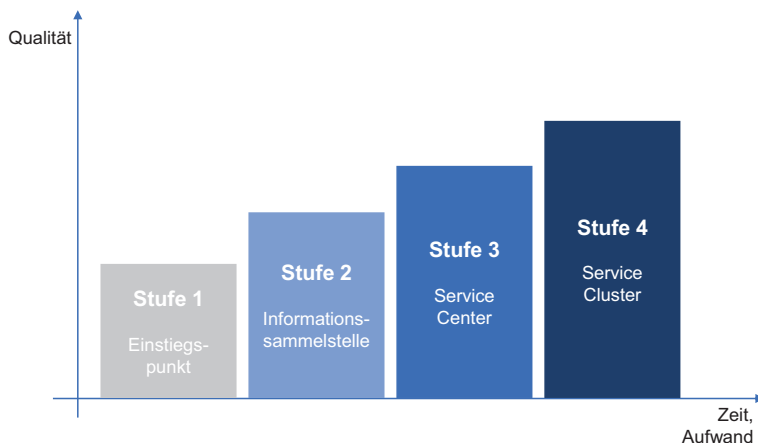 Qualität
Stufe 1
Einstiegs-
punkt
Stufe 2
Informations-
sammelstelle
Stufe 3
Service
Center
Stufe 4
Service
Cluster
Zeit,
Aufwand